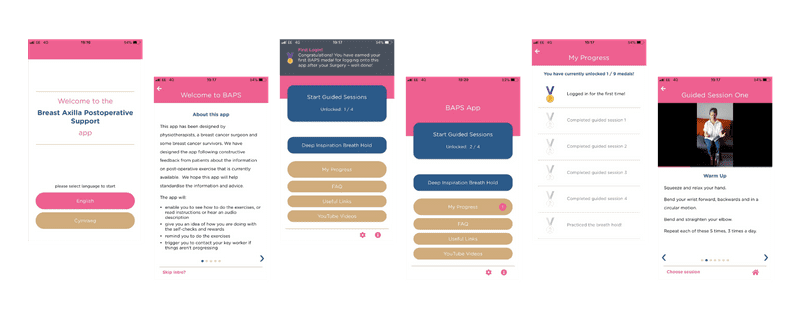 Welcome to the
Breast Axilla Postoperative
Support
app
please select language to start
English
Cymraeg
Welcome to BAPS
About this app
This app has been designed by
physiotherapists, a breast cancer surgeon and
some breast cancer survivors. We have
designed the app following constructive
feedback from patients about the information
on post-operative exercise that is currently
available. We hope this app will help
standardise the information and advice.
The app will
• enable you to see how to do the exercises, or
read instructions or hear an audio
description
• give you an idea of how you are doing with
the self-checks and rewards
• remind you to do the exercises
• trigger you to contact your key worker if
things aren't progressing
Skip intro?
First Login!
Congratulations! You have earned your
first BAPS medal for logging onto this
app after your Surgery - well done!
Start Guided Sessions
Unlocked: 1 / 4
Deep Inspiration Breath Hold
My Progress
FAQ
Useful Links
YouTube Videos
BAPS App
Start Guided Sessions
Unlocked: 2 / 4
Deep Inspiration Breath Hold
My Progress
FAQ
Useful Links
YouTube Videos
My Progress
You have currently unlocked 1 / 9 medals!
Logged in for the first time!
Completed guided session 1
Completed guided session 2
Completed guided session 3
Completed guided session 4
Practiced the breath hold!
Guided Session One
Warm Up
Squeeze and relax your hand.
Bend your wrist forward, backwards and in a
circular motion.
Bend and straighten your elbow.
Repeat each of these 5 times, 3 times a day.
Choose session